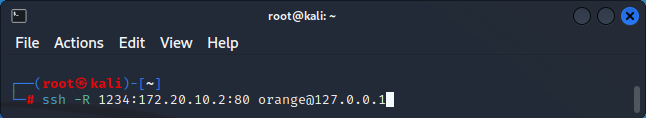 root@kali: ~
File Actions Edit View Help
┌──(root㉿kali)-[~]
└─# ssh -R 1234:172.20.10.2:80 orange@127.0.0.1